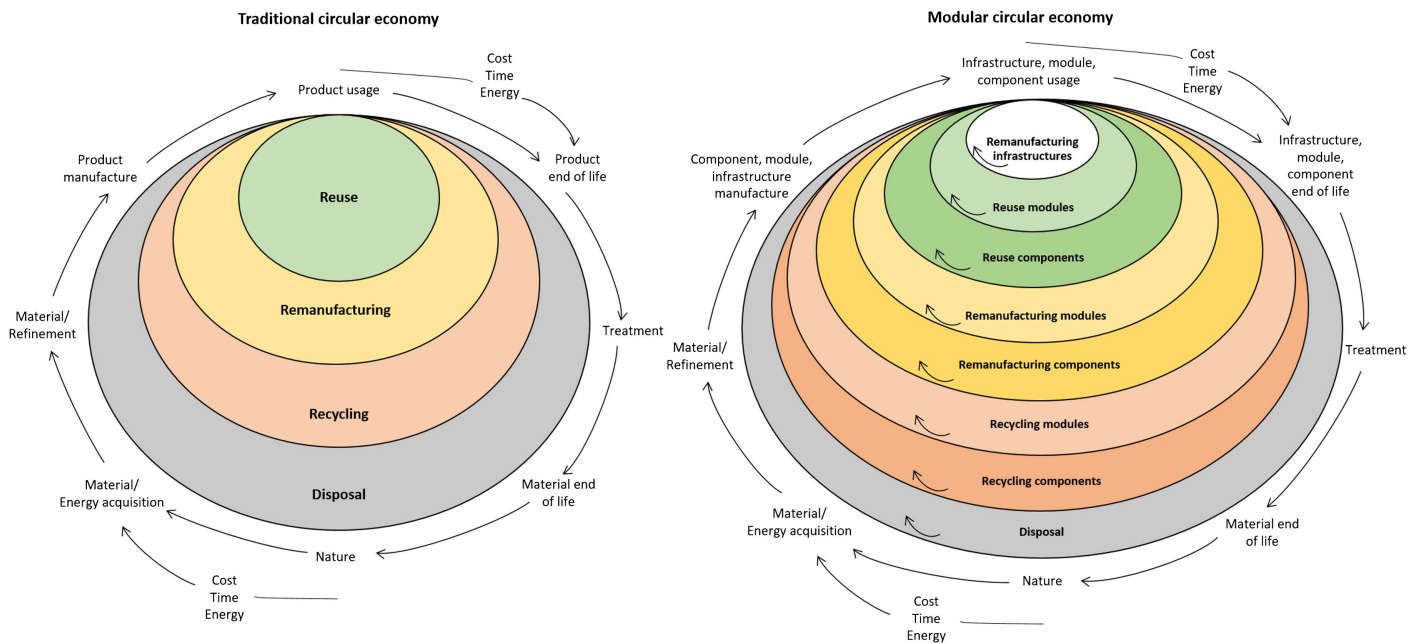 Traditional circular economy
Cost
Time
Energy
Product usage
Product
manufacture
Product
end of life
Reuse
Remanufacturing
Material/
Refinement
Treatment
Recycling
Material/
Energy acquisition
Disposal
Material end
of life
Nature
Cost
Time
Energy
Modular circular economy
Infrastructure, module,
component usage
Cost
Time
Energy
Component, module,
infrastructure
manufacture
Infrastructure,
module,
component
end of life
Remanufacturing
infrastructures
Reuse modules
Reuse components
Remanufacturing modules
Material/
Refinement
Treatment
Remanufacturing components
Recycling modules
Recycling components
Material/
Energy acquisition
Disposal
Material end
of life
Nature
Cost
Time
Energy